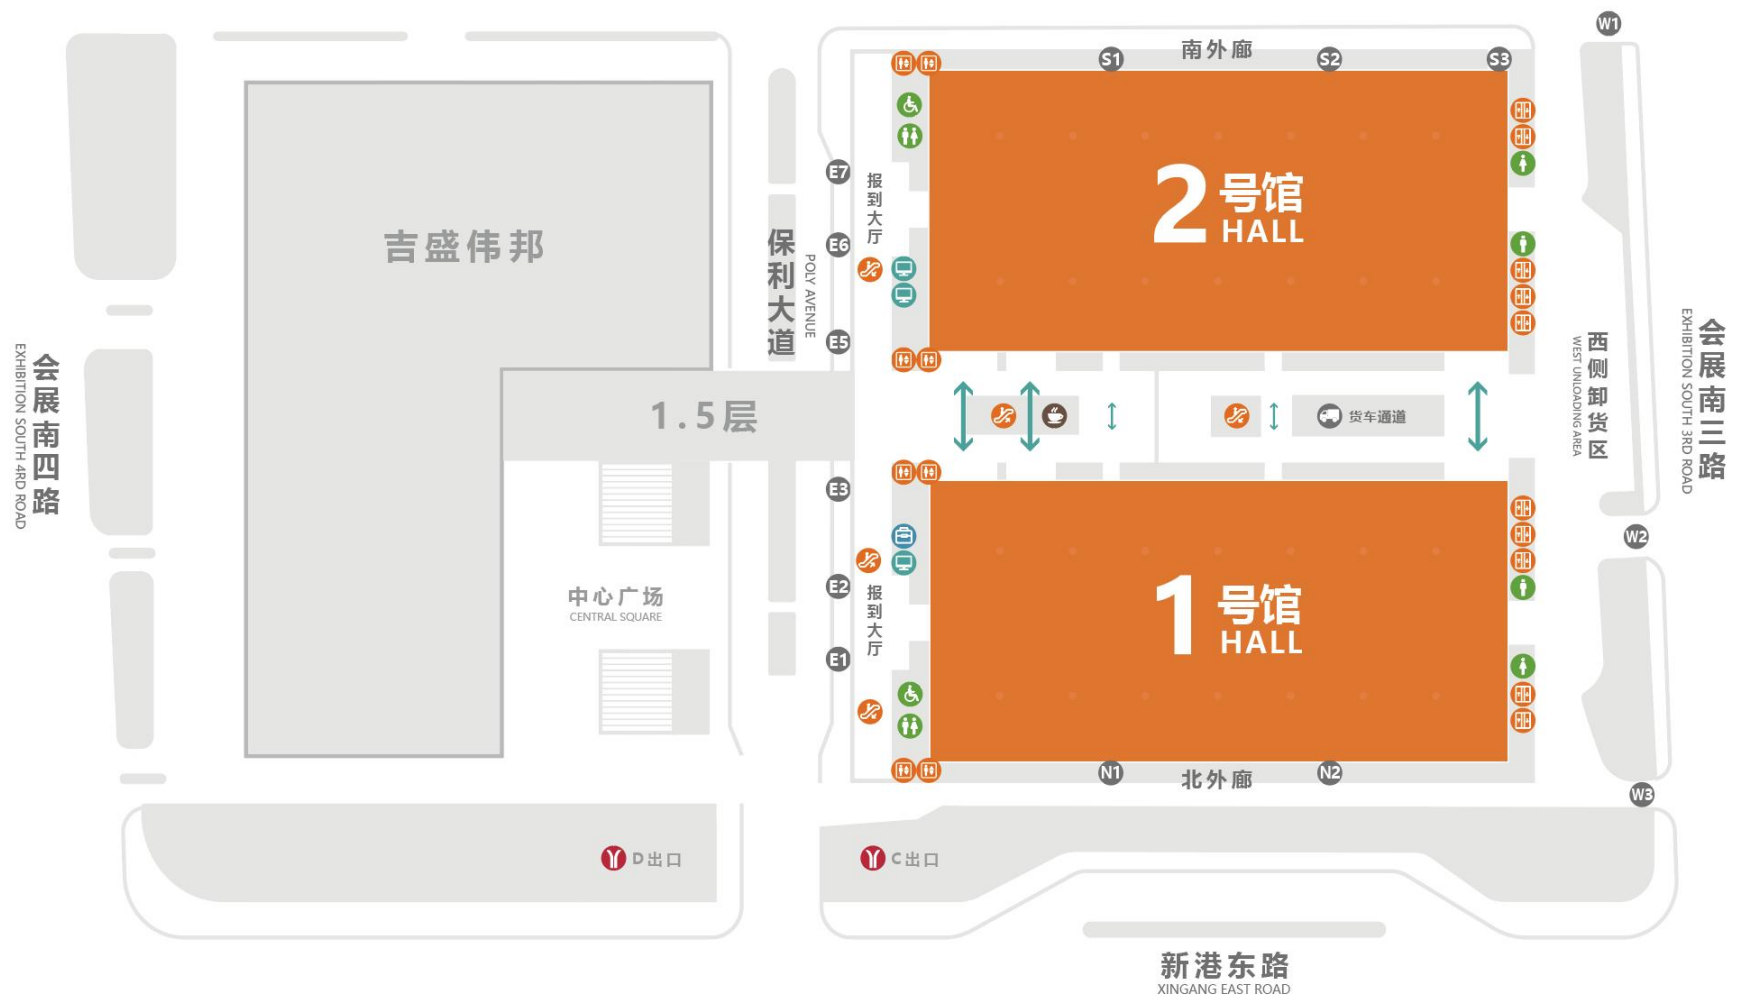 W1
南外廊
S1
S2
S3
2 号馆
HALL
吉盛伟邦
保利大道
POLY AVENUE
E7
E6
E5
报到大厅
1.5层
货车通道
西侧卸货区
WEST UNLOADING AREA
会展南三路
EXHIBITION SOUTH 3RD ROAD
会展南四路
EXHIBITION SOUTH 4RD ROAD
E3
E2
E1
报到大厅
W2
中心广场
CENTRAL SQUARE
1 号馆
HALL
N1
北外廊
N2
W3
D出口
C出口
新港东路
XINGANG EAST ROAD